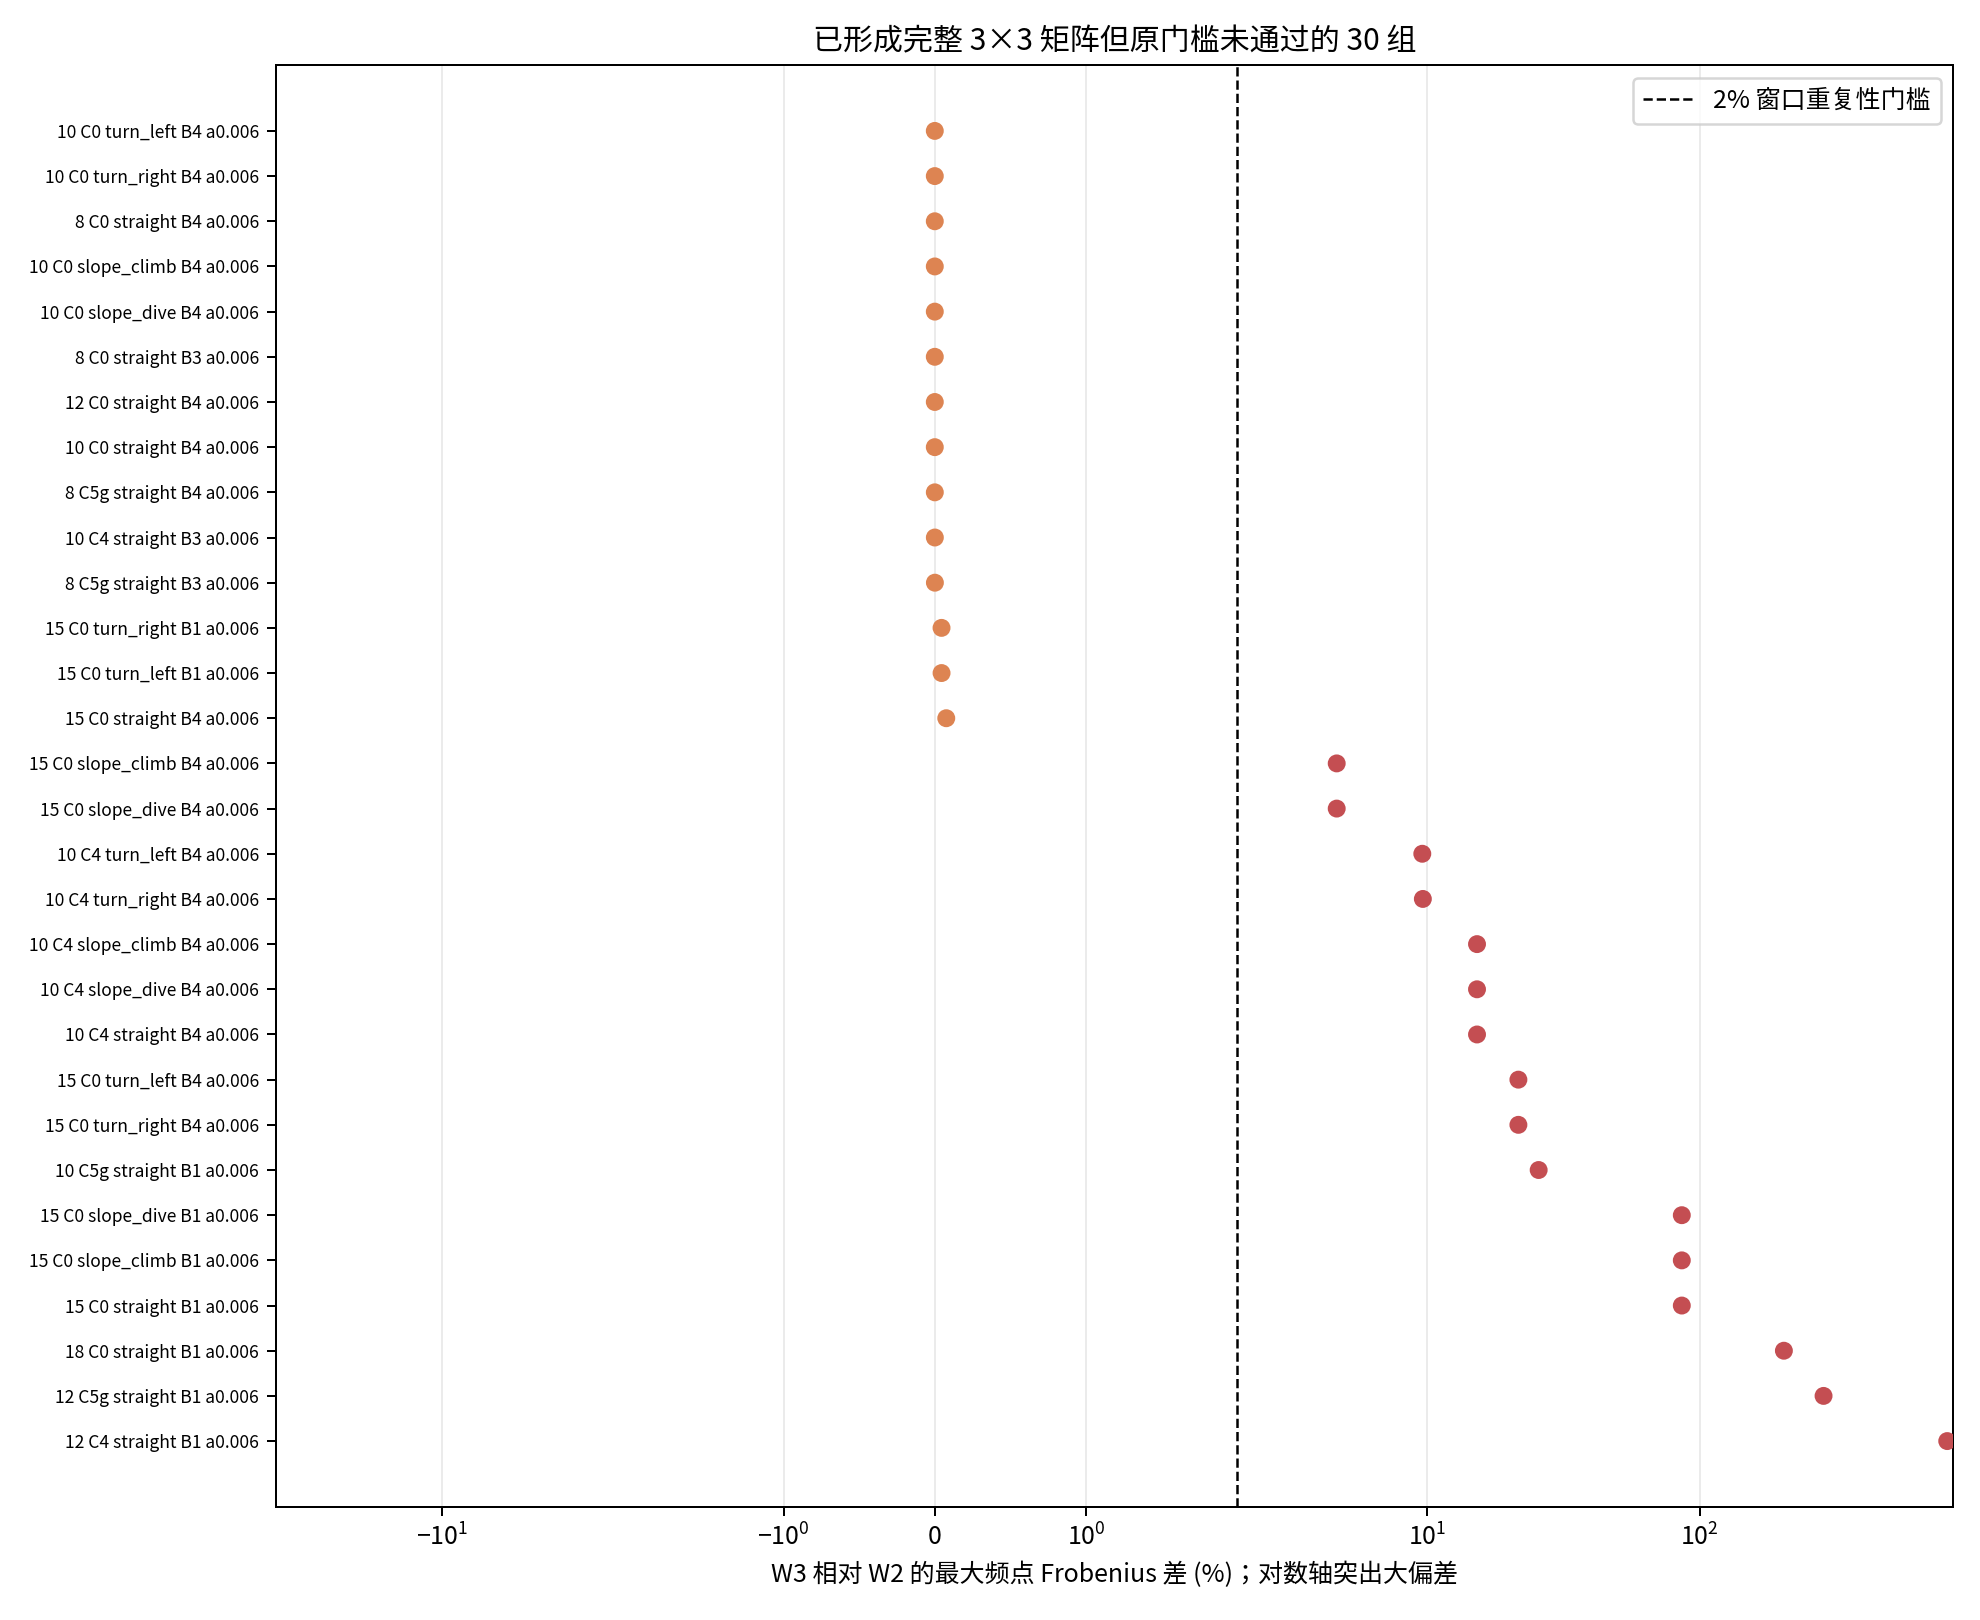 已形成完整 3×3 矩阵但原门槛未通过的 30 组
2% 窗口重复性门槛
10 C0 turn_left B4 a0.006
10 C0 turn_right B4 a0.006
8 C0 straight B4 a0.006
10 C0 slope_climb B4 a0.006
10 C0 slope_dive B4 a0.006
8 C0 straight B3 a0.006
12 C0 straight B4 a0.006
10 C0 straight B4 a0.006
8 C5g straight B4 a0.006
10 C4 straight B3 a0.006
8 C5g straight B3 a0.006
15 C0 turn_right B1 a0.006
15 C0 turn_left B1 a0.006
15 C0 straight B4 a0.006
15 C0 slope_climb B4 a0.006
15 C0 slope_dive B4 a0.006
10 C4 turn_left B4 a0.006
10 C4 turn_right B4 a0.006
10 C4 slope_climb B4 a0.006
10 C4 slope_dive B4 a0.006
10 C4 straight B4 a0.006
15 C0 turn_left B4 a0.006
15 C0 turn_right B4 a0.006
10 C5g straight B1 a0.006
15 C0 slope_dive B1 a0.006
15 C0 slope_climb B1 a0.006
15 C0 straight B1 a0.006
18 C0 straight B1 a0.006
12 C5g straight B1 a0.006
12 C4 straight B1 a0.006
−10¹ −10⁰ 0 10⁰ 10¹ 10²
W3 相对 W2 的最大频点 Frobenius 差 (%)；对数轴突出大偏差